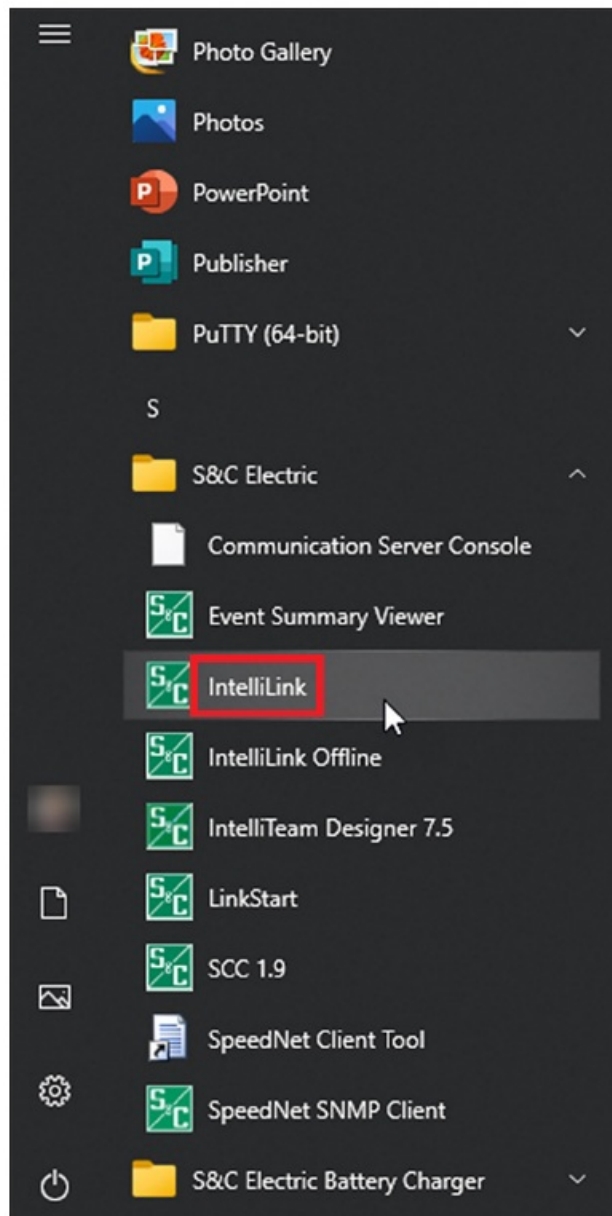 Photo Gallery
Photos
PowerPoint
Publisher
PuTTY (64-bit)
S
S&C Electric
Communication Server Console
Event Summary Viewer
IntelliLink
IntelliLink Offline
IntelliTeam Designer 7.5
LinkStart
SCC 1.9
SpeedNet Client Tool
SpeedNet SNMP Client
S&C Electric Battery Charger